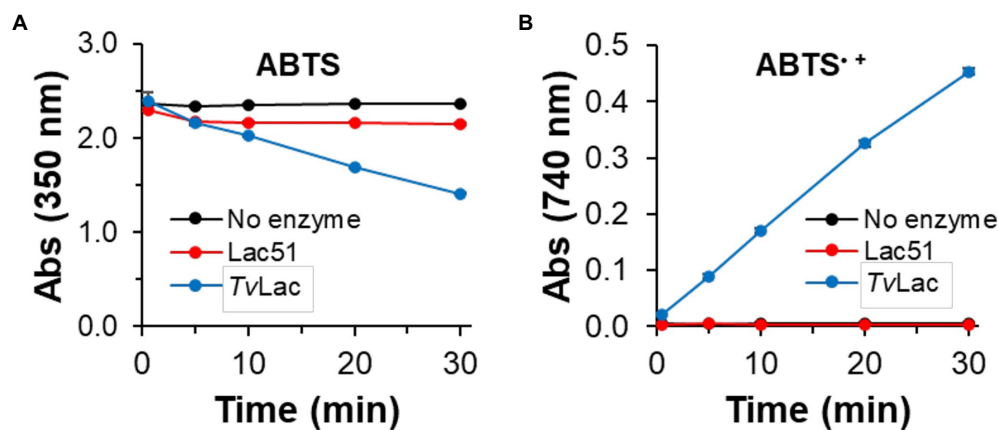 A
ABTS
Abs (350 nm)
3.0
2.0
1.0
0.0
No enzyme
Lac51
TvLac
0
10
20
30
Time (min)
B
ABTS• +
Abs (740 nm)
0.5
0.4
0.3
0.2
0.1
0.0
No enzyme
Lac51
TvLac
0
10
20
30
Time (min)